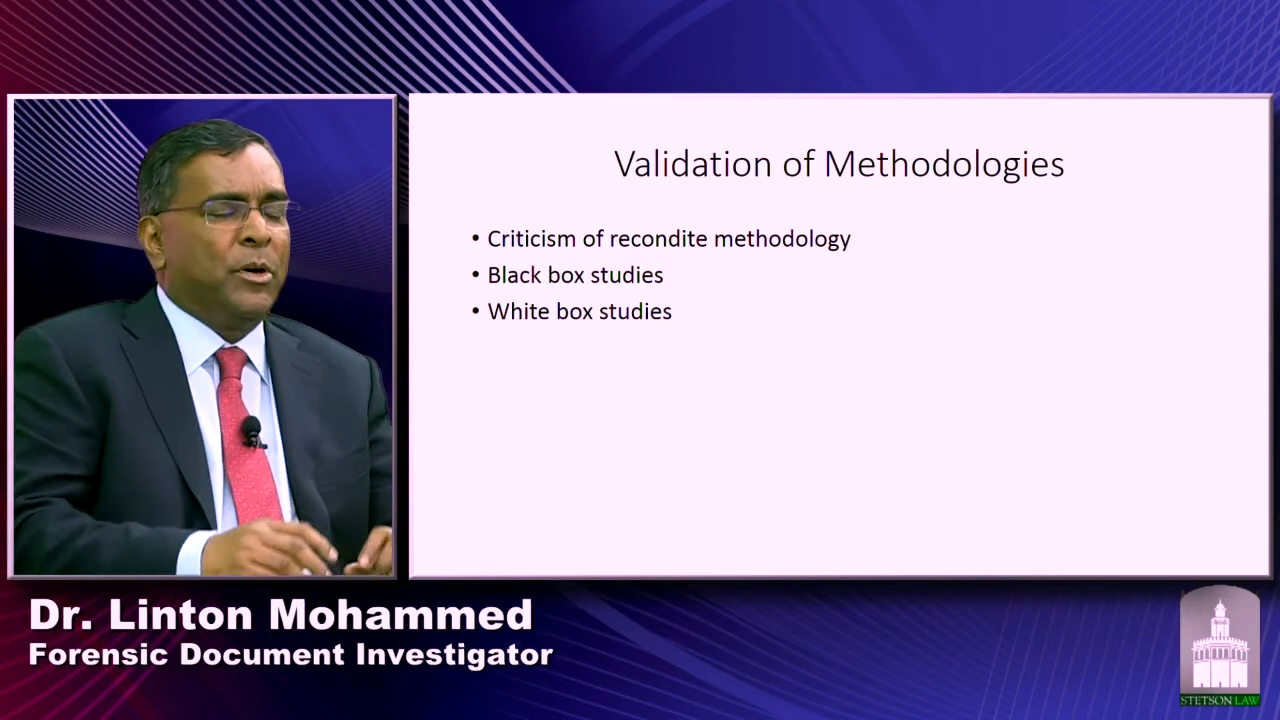 Validation of Methodologies
• Criticism of recondite methodology
• Black box studies
• White box studies
Dr. Linton Mohammed
Forensic Document Investigator
STETSON LAW